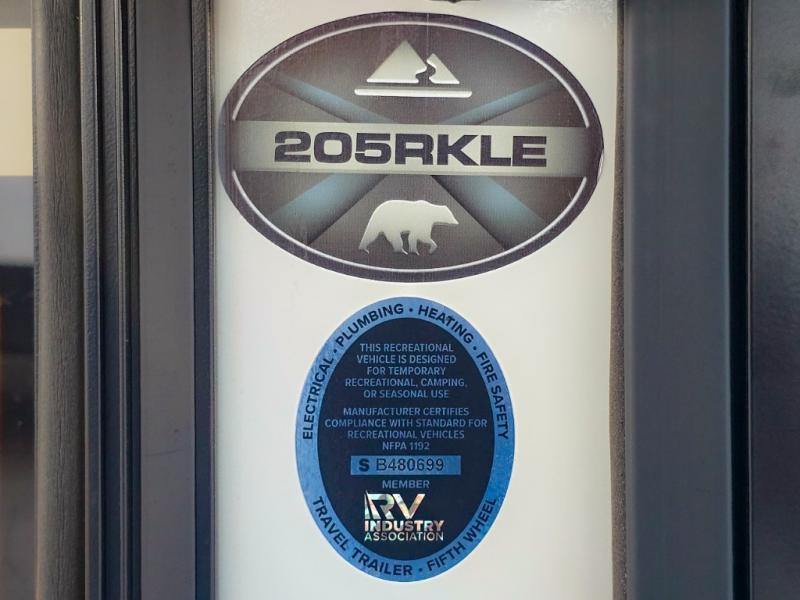 205RKLE
ELECTRICAL • PLUMBING • HEATING • FIRE SAFETY
THIS RECREATIONAL
VEHICLE IS DESIGNED
FOR TEMPORARY
RECREATIONAL, CAMPING,
OR SEASONAL USE
MANUFACTURER CERTIFIES
COMPLIANCE WITH STANDARD FOR
RECREATIONAL VEHICLES
NFPA 1192
S B480699
MEMBER
RV
INDUSTRY
ASSOCIATION
TRAVEL TRAILER • FIFTH WHEEL